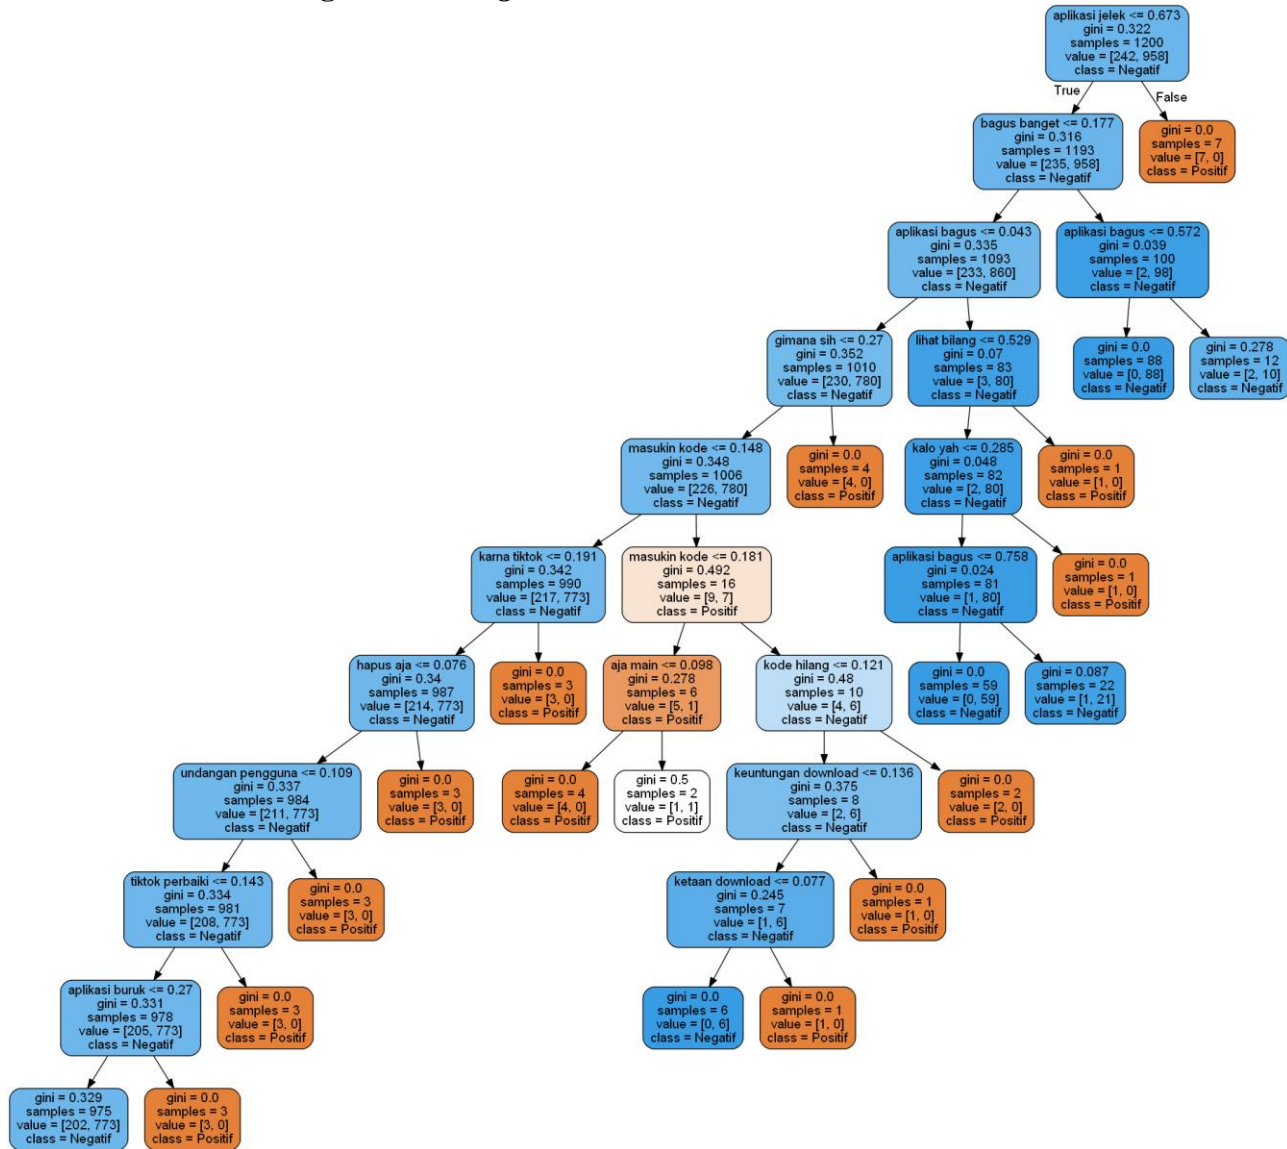 aplikasi jelek <= 0.673
gini = 0.322
samples = 1200
value = [242, 958]
class = Negatif
True
False
bagus banget <= 0.177
gini = 0.316
samples = 1193
value = [235, 958]
class = Negatif
gini = 0.0
samples = 7
value = [7, 0]
class = Positif
aplikasi bagus <= 0.043
gini = 0.335
samples = 1093
value = [233, 860]
class = Negatif
aplikasi bagus <= 0.572
gini = 0.039
samples = 100
value = [2, 98]
class = Negatif
gimana sih <= 0.27
gini = 0.352
samples = 1010
value = [230, 780]
class = Negatif
lihat bilang <= 0.529
gini = 0.07
samples = 83
value = [3, 80]
class = Negatif
gini = 0.0
samples = 88
value = [0, 88]
class = Negatif
gini = 0.278
samples = 12
value = [2, 10]
class = Negatif
masukin kode <= 0.148
gini = 0.348
samples = 1006
value = [226, 780]
class = Negatif
gini = 0.0
samples = 4
value = [4, 0]
class = Positif
kalo yah <= 0.285
gini = 0.048
samples = 82
value = [2, 80]
class = Negatif
gini = 0.0
samples = 1
value = [1, 0]
class = Positif
karna tiktok <= 0.191
gini = 0.342
samples = 990
value = [217, 773]
class = Negatif
masukin kode <= 0.181
gini = 0.492
samples = 16
value = [9, 7]
class = Positif
aplikasi bagus <= 0.758
gini = 0.024
samples = 81
value = [1, 80]
class = Negatif
gini = 0.0
samples = 1
value = [1, 0]
class = Positif
hapus aja <= 0.076
gini = 0.34
samples = 987
value = [214, 773]
class = Negatif
gini = 0.0
samples = 3
value = [3, 0]
class = Positif
aja main <= 0.098
gini = 0.278
samples = 6
value = [5, 1]
class = Positif
kode hilang <= 0.121
gini = 0.48
samples = 10
value = [4, 6]
class = Negatif
gini = 0.0
samples = 59
value = [0, 59]
class = Negatif
gini = 0.087
samples = 22
value = [1, 21]
class = Negatif
undangan pengguna <= 0.109
gini = 0.337
samples = 984
value = [211, 773]
class = Negatif
gini = 0.0
samples = 3
value = [3, 0]
class = Positif
gini = 0.0
samples = 4
value = [4, 0]
class = Positif
gini = 0.5
samples = 2
value = [1, 1]
class = Positif
keuntungan download <= 0.136
gini = 0.375
samples = 8
value = [2, 6]
class = Negatif
gini = 0.0
samples = 2
value = [2, 0]
class = Positif
tiktok perbaiki <= 0.143
gini = 0.334
samples = 981
value = [208, 773]
class = Negatif
gini = 0.0
samples = 3
value = [3, 0]
class = Positif
ketaan download <= 0.077
gini = 0.245
samples = 7
value = [1, 6]
class = Negatif
gini = 0.0
samples = 1
value = [1, 0]
class = Positif
aplikasi buruk <= 0.27
gini = 0.331
samples = 978
value = [205, 773]
class = Negatif
gini = 0.0
samples = 3
value = [3, 0]
class = Positif
gini = 0.0
samples = 6
value = [0, 6]
class = Negatif
gini = 0.0
samples = 1
value = [1, 0]
class = Positif
gini = 0.329
samples = 975
value = [202, 773]
class = Negatif
gini = 0.0
samples = 3
value = [3, 0]
class = Positif